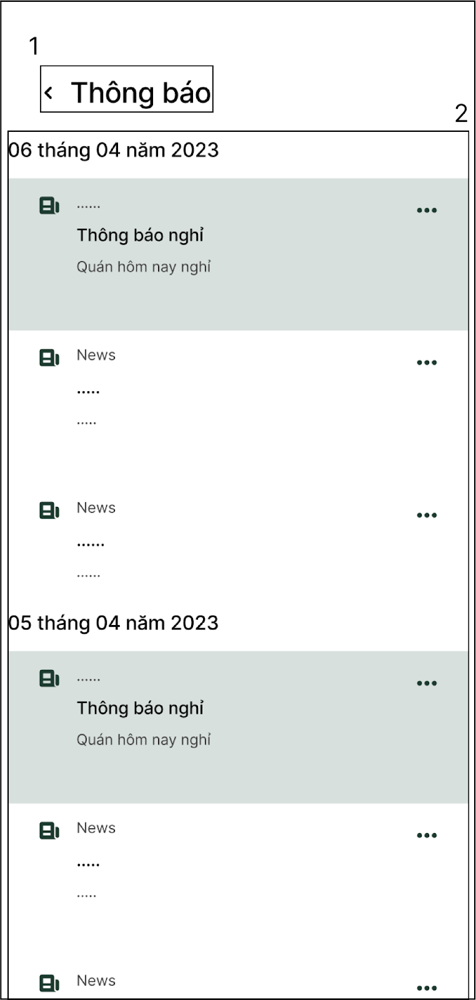 1
< Thông báo
2
06 tháng 04 năm 2023
......
Thông báo nghỉ
Quán hôm nay nghỉ
News
.....
.....
News
......
......
05 tháng 04 năm 2023
......
Thông báo nghỉ
Quán hôm nay nghỉ
News
.....
.....
News